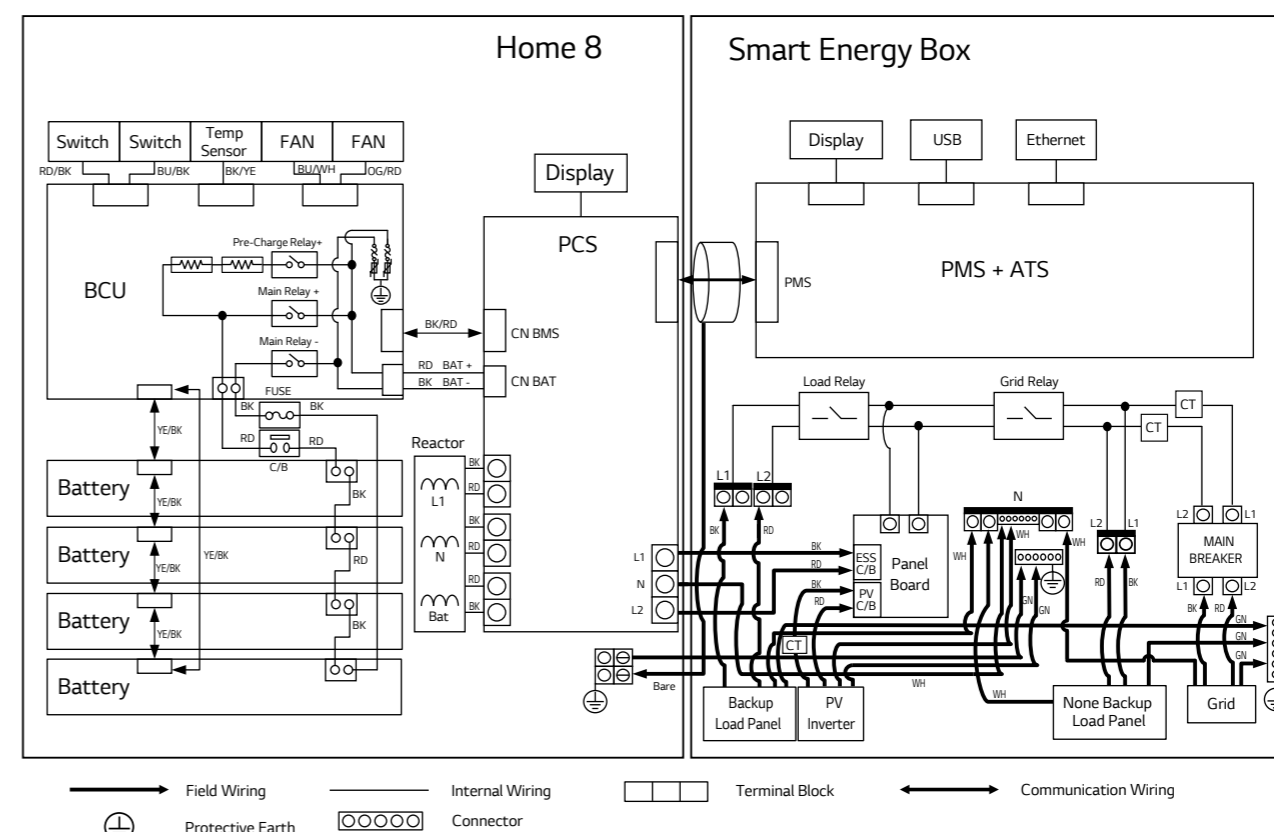 Home 8
Smart Energy Box
Switch Switch Temp Sensor FAN FAN
RD/BK BU/BK BK/YE BU/WH OG/RD
Display
Display USB Ethernet
BCU
Pre-Charge Relay+
Main Relay +
Main Relay -
PCS
PMS
PMS + ATS
BK/RD
CN BMS
RD BAT +
BK BAT -
CN BAT
FUSE
BK BK
RD RD
C/B
YE/BK
Battery
BK
YE/BK
YE/BK
Battery
RD
YE/BK
Battery
BK
YE/BK
Battery
Reactor
BK
RD
L1
BK
RD
N
RD
BK
Bat
L1
N
L2
Load Relay
Grid Relay
CT
CT
L1 L2
BK RD
N
WH WH WH
L2 L1
RD BK
L2 L1
MAIN
BREAKER
L1 L2
BK RD
BK
RD
ESS
C/B
BK
RD
PV
C/B
Panel
Board
GN
GN
GN
GN
GN
CT
Bare
WH
WH
Backup
Load Panel
PV
Inverter
None Backup
Load Panel
Grid
Field Wiring
Internal Wiring
Terminal Block
Communication Wiring
Protective Earth
Connector